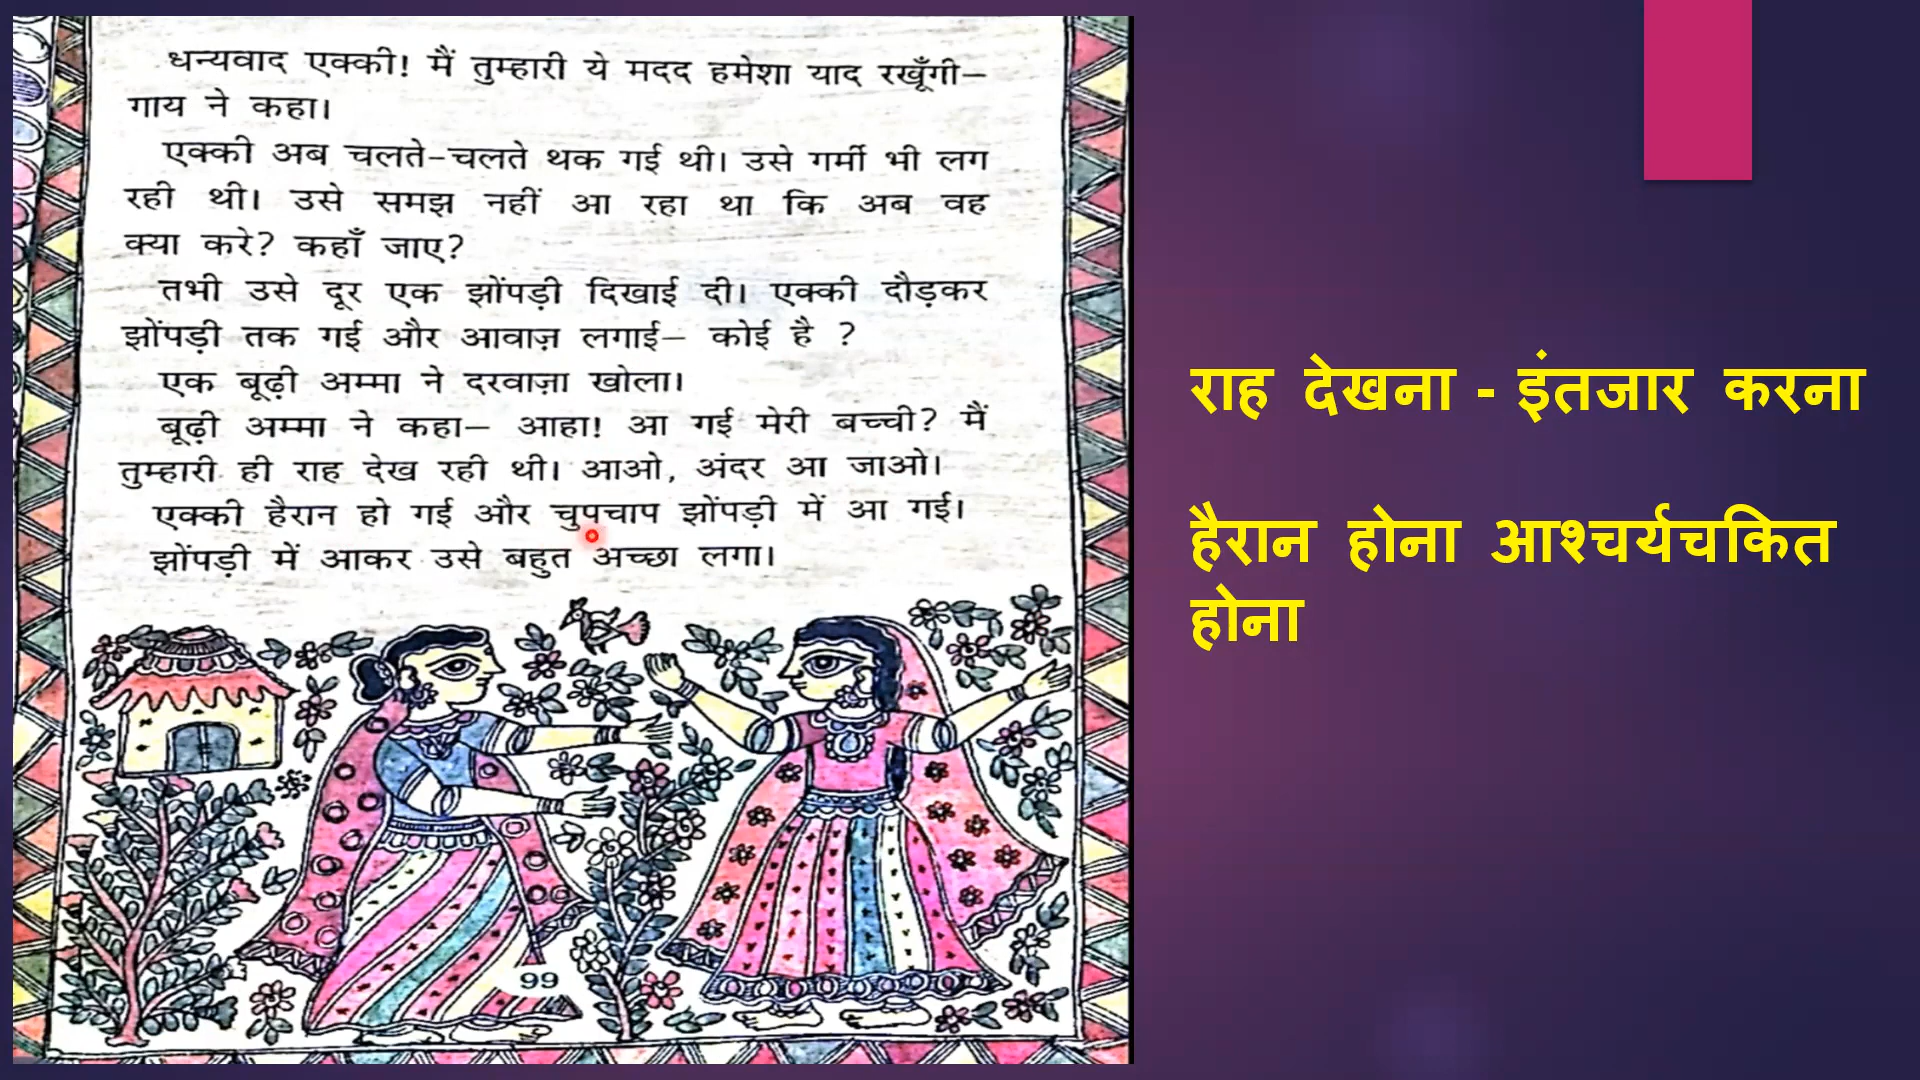 धन्यवाद एक्की! मैं तुम्हारी ये मदद हमेशा याद रखूँगी–
गाय ने कहा।
एक्की अब चलते-चलते थक गई थी। उसे गर्मी भी लग
रही थी। उसे समझ नहीं आ रहा था कि अब वह
क्या करे? कहाँ जाए?
तभी उसे दूर एक झोंपड़ी दिखाई दी। एक्की दौड़कर
झोंपड़ी तक गई और आवाज़ लगाई– कोई है ?
एक बूढ़ी अम्मा ने दरवाज़ा खोला।
बूढ़ी अम्मा ने कहा– आहा! आ गई मेरी बच्ची? मैं
तुम्हारी ही राह देख रही थी। आओ, अंदर आ जाओ।
एक्की हैरान हो गई और चुपचाप झोंपड़ी में आ गई।
झोंपड़ी में आकर उसे बहुत अच्छा लगा।
99
राह देखना - इंतजार करना
हैरान होना आश्चर्यचकित
होना